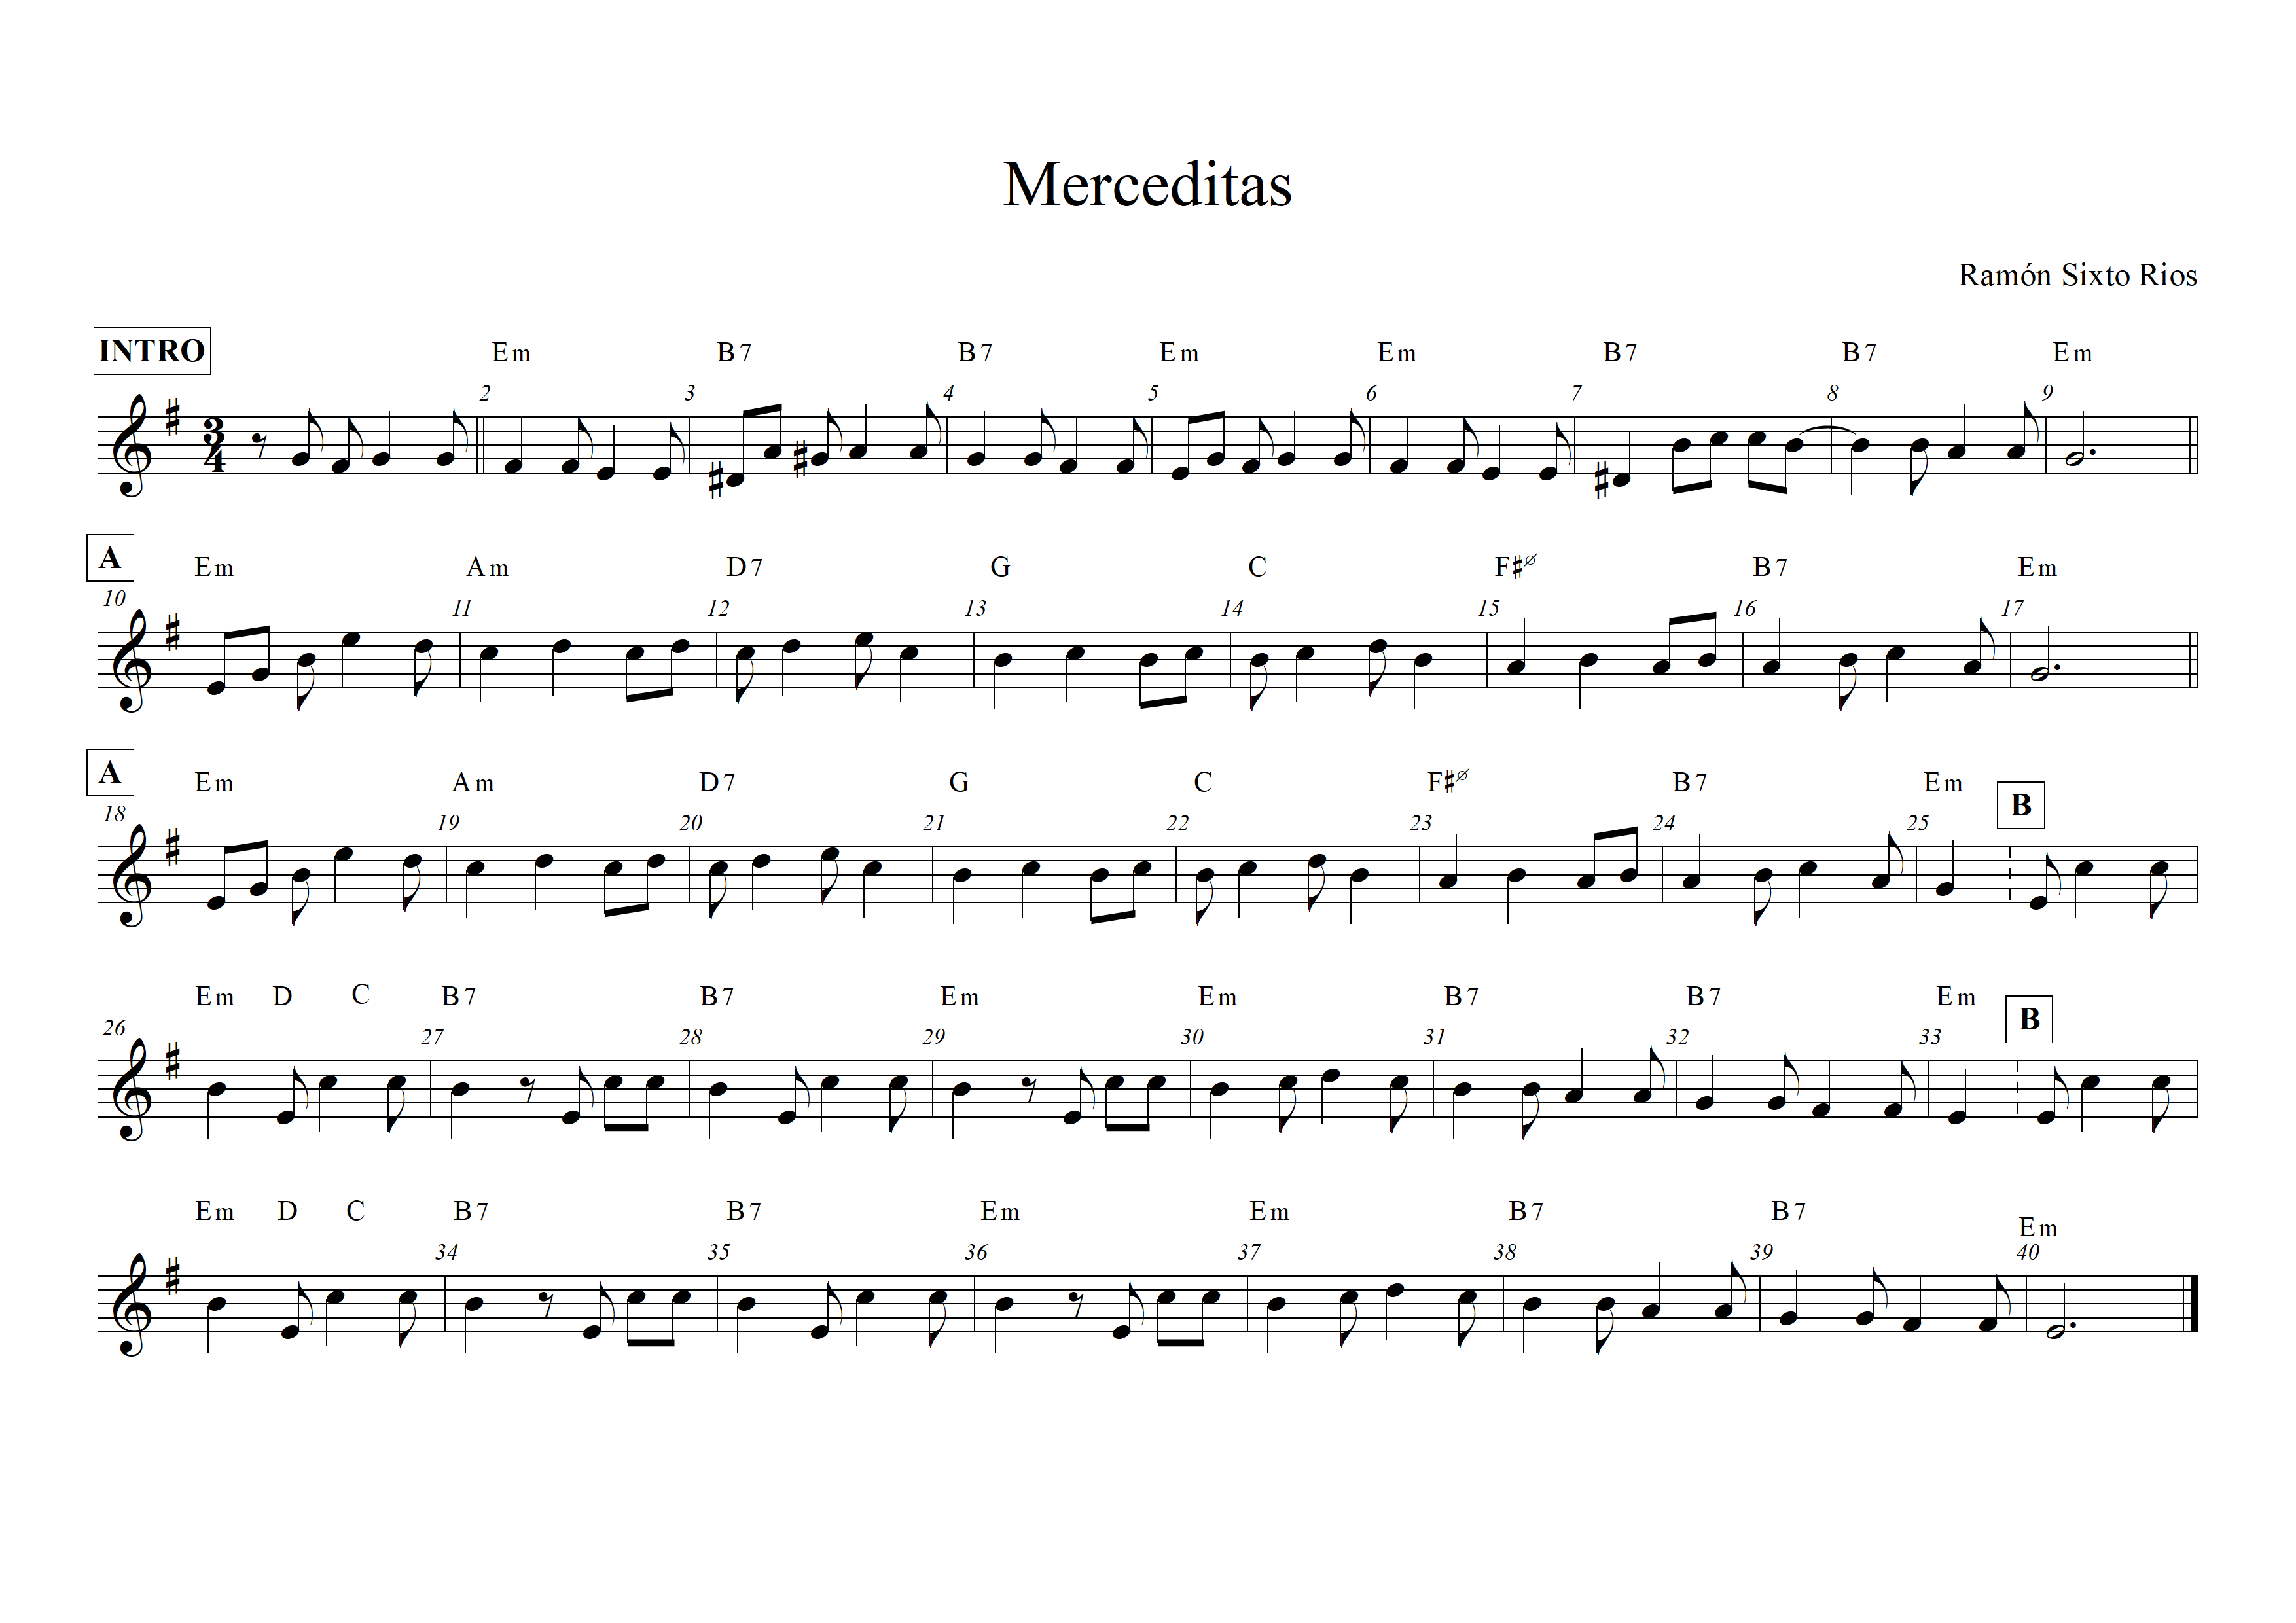 Merceditas
Ramón Sixto Rios
INTRO
Em B7 B7 Em Em B7 B7 Em
2 3 4 5 6 7 8 9
3
4
A
Em Am D7 G C F#ø B7 Em
10 11 12 13 14 15 16 17
A
Em Am D7 G C F#ø B7 Em
B
18 19 20 21 22 23 24 25
Em D C B7 B7 Em Em B7 B7 Em
B
26 27 28 29 30 31 32 33
Em D C B7 B7 Em Em B7 B7 Em
34 35 36 37 38 39 40